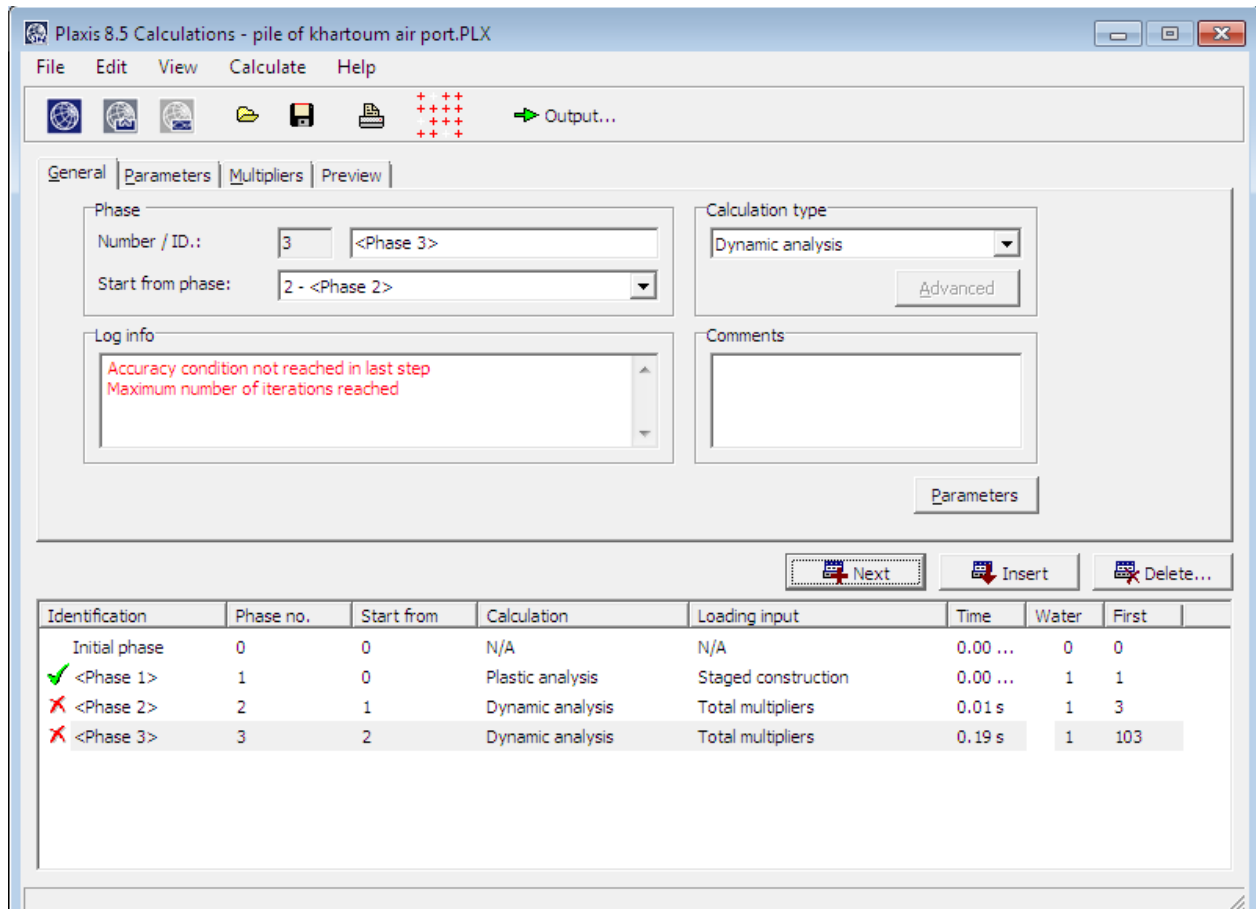 Plaxis 8.5 Calculations - pile of khartoum air port.PLX
File Edit View Calculate Help
Output...
General Parameters Multipliers Preview
Phase
Number / ID.: 3 <Phase 3>
Start from phase: 2 - <Phase 2>
Calculation type
Dynamic analysis
Advanced
Log info
Accuracy condition not reached in last step
Maximum number of iterations reached
Comments
Parameters
Next Insert Delete...
Identification Phase no. Start from Calculation Loading input Time Water First
Initial phase 0 0 N/A N/A 0.00 ... 0 0
<Phase 1> 1 0 Plastic analysis Staged construction 0.00 ... 1 1
<Phase 2> 2 1 Dynamic analysis Total multipliers 0.01 s 1 3
<Phase 3> 3 2 Dynamic analysis Total multipliers 0.19 s 1 103